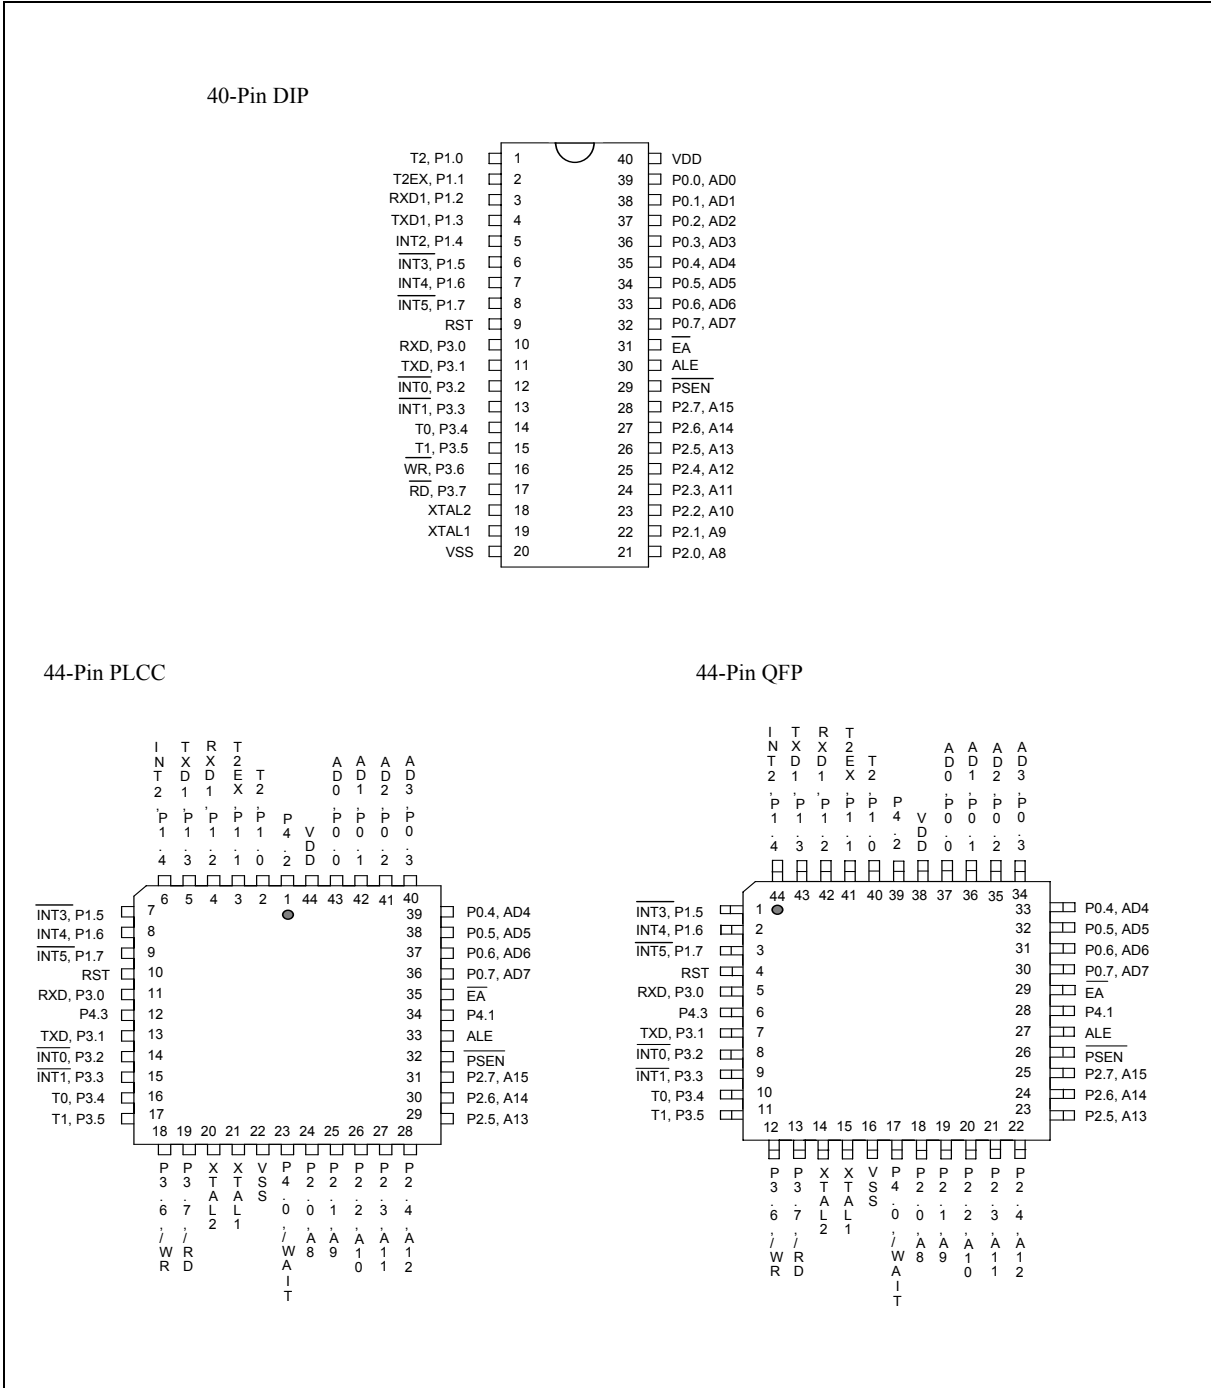 40-Pin DIP
T2, P1.0 1 40 VDD
T2EX, P1.1 2 39 P0.0, AD0
RXD1, P1.2 3 38 P0.1, AD1
TXD1, P1.3 4 37 P0.2, AD2
INT2, P1.4 5 36 P0.3, AD3
INT3, P1.5 6 35 P0.4, AD4
INT4, P1.6 7 34 P0.5, AD5
INT5, P1.7 8 33 P0.6, AD6
RST 9 32 P0.7, AD7
RXD, P3.0 10 31 EA
TXD, P3.1 11 30 ALE
INT0, P3.2 12 29 PSEN
INT1, P3.3 13 28 P2.7, A15
T0, P3.4 14 27 P2.6, A14
T1, P3.5 15 26 P2.5, A13
WR, P3.6 16 25 P2.4, A12
RD, P3.7 17 24 P2.3, A11
XTAL2 18 23 P2.2, A10
XTAL1 19 22 P2.1, A9
VSS 20 21 P2.0, A8
44-Pin PLCC
INT2,P1.4
TXD1,P1.3
RXD1,P1.2
T2EX,P1.1
T2,P1.0
P4.2
VDD
AD0,P0.0
AD1,P0.1
AD2,P0.2
AD3,P0.3
6 5 4 3 2 1 44 43 42 41 40
INT3, P1.5 7 39 P0.4, AD4
INT4, P1.6 8 38 P0.5, AD5
INT5, P1.7 9 37 P0.6, AD6
RST 10 36 P0.7, AD7
RXD, P3.0 11 35 EA
P4.3 12 34 P4.1
TXD, P3.1 13 33 ALE
INT0, P3.2 14 32 PSEN
INT1, P3.3 15 31 P2.7, A15
T0, P3.4 16 30 P2.6, A14
T1, P3.5 17 29 P2.5, A13
18 19 20 21 22 23 24 25 26 27 28
P3.6,/WR
P3.7,/RD
XTAL2
XTAL1
VSS
P4.0,/WAIT
P2.0,A8
P2.1,A9
P2.2,A10
P2.3,A11
P2.4,A12
44-Pin QFP
INT2,P1.4
TXD1,P1.3
RXD1,P1.2
T2EX,P1.1
T2,P1.0
P4.2
VDD
AD0,P0.0
AD1,P0.1
AD2,P0.2
AD3,P0.3
44 43 42 41 40 39 38 37 36 35 34
INT3, P1.5 1 33 P0.4, AD4
INT4, P1.6 2 32 P0.5, AD5
INT5, P1.7 3 31 P0.6, AD6
RST 4 30 P0.7, AD7
RXD, P3.0 5 29 EA
P4.3 6 28 P4.1
TXD, P3.1 7 27 ALE
INT0, P3.2 8 26 PSEN
INT1, P3.3 9 25 P2.7, A15
T0, P3.4 10 24 P2.6, A14
T1, P3.5 11 23 P2.5, A13
12 13 14 15 16 17 18 19 20 21 22
P3.6,/WR
P3.7,/RD
XTAL2
XTAL1
VSS
P4.0,/WAIT
P2.0,A8
P2.1,A9
P2.2,A10
P2.3,A11
P2.4,A12